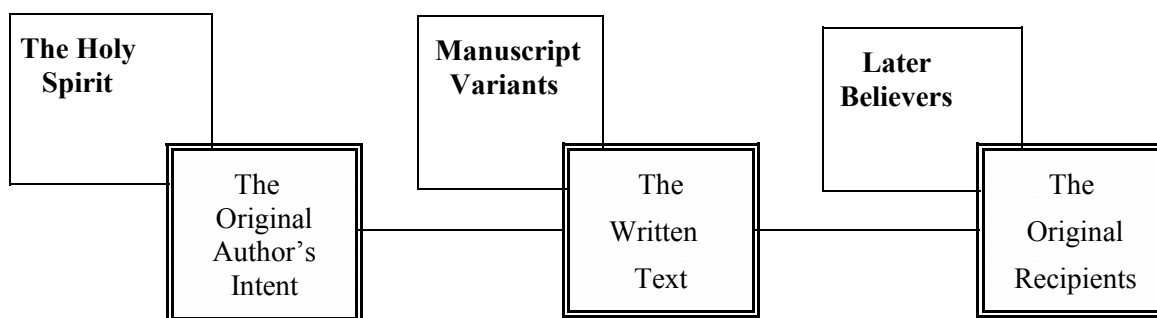 The Holy
Spirit
Manuscript
Variants
Later
Believers
The
Original
Author’s
Intent
The
Written
Text
The
Original
Recipients